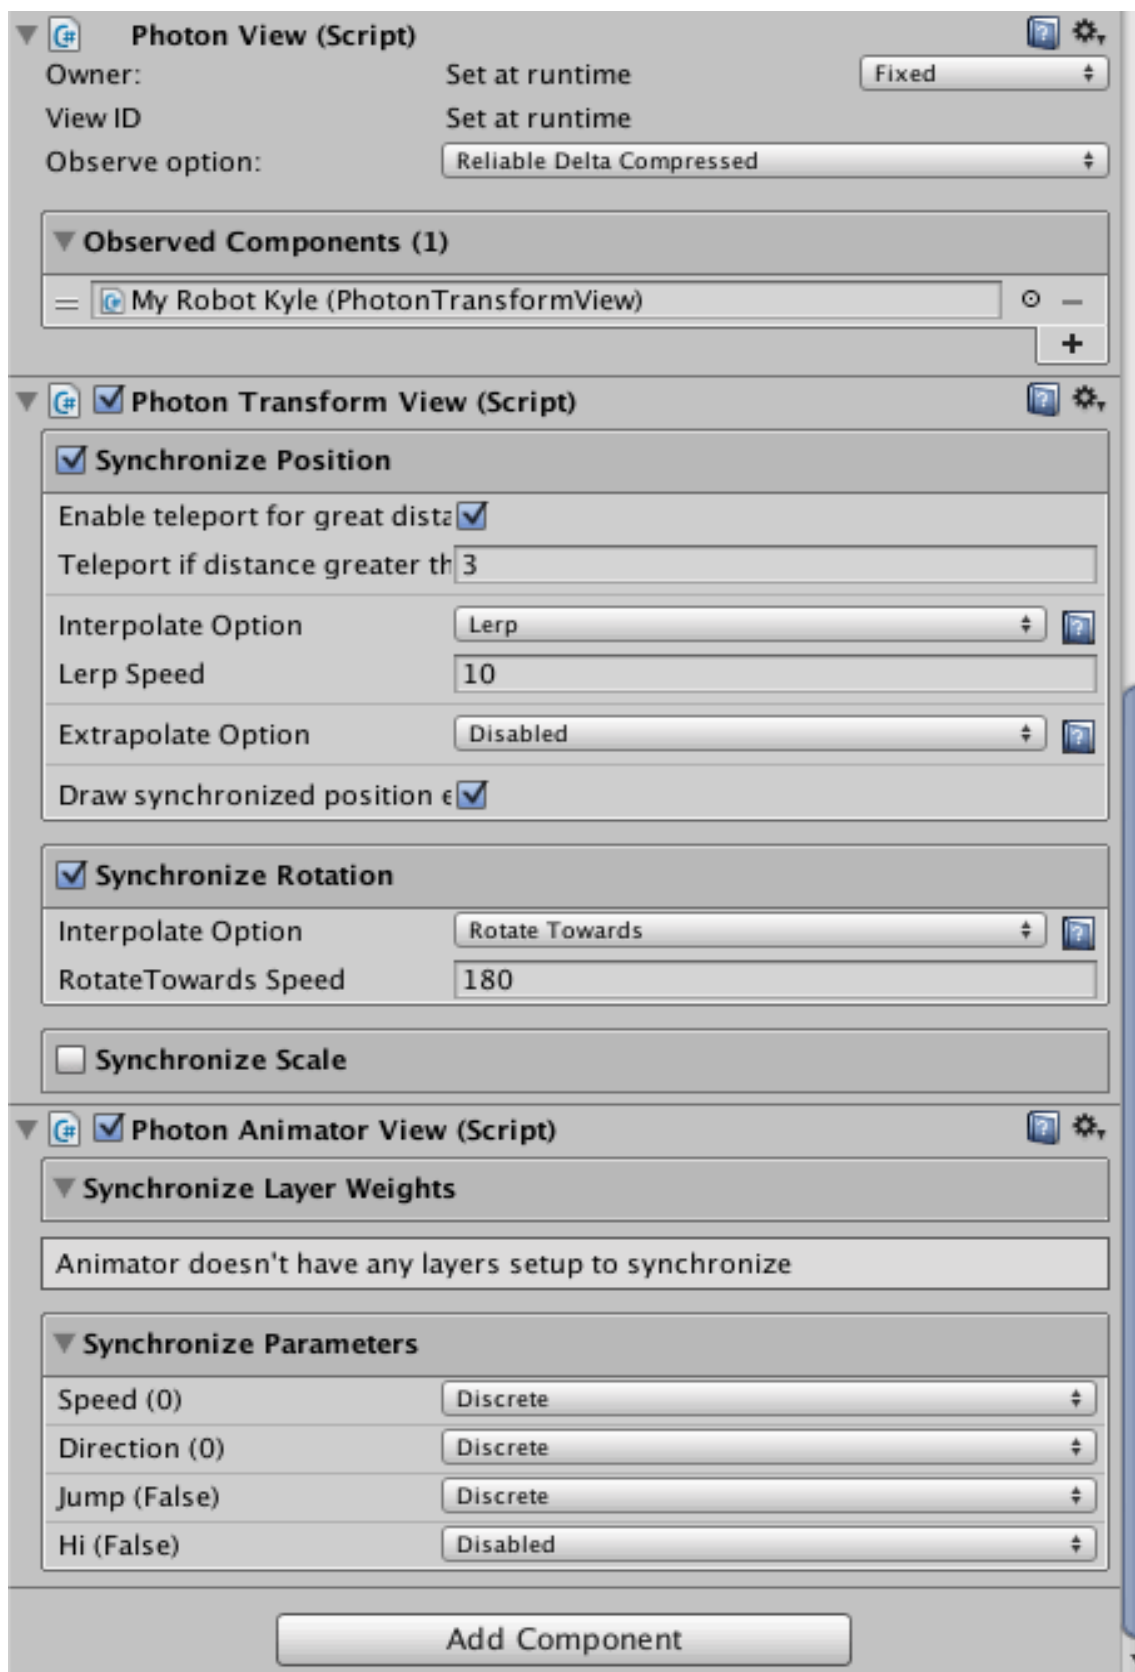 Photon View (Script)
Owner: Set at runtime Fixed
View ID Set at runtime
Observe option: Reliable Delta Compressed
Observed Components (1)
My Robot Kyle (PhotonTransformView)
Photon Transform View (Script)
Synchronize Position
Enable teleport for great dista
Teleport if distance greater th 3
Interpolate Option Lerp
Lerp Speed 10
Extrapolate Option Disabled
Draw synchronized position e
Synchronize Rotation
Interpolate Option Rotate Towards
RotateTowards Speed 180
Synchronize Scale
Photon Animator View (Script)
Synchronize Layer Weights
Animator doesn't have any layers setup to synchronize
Synchronize Parameters
Speed (0) Discrete
Direction (0) Discrete
Jump (False) Discrete
Hi (False) Disabled
Add Component